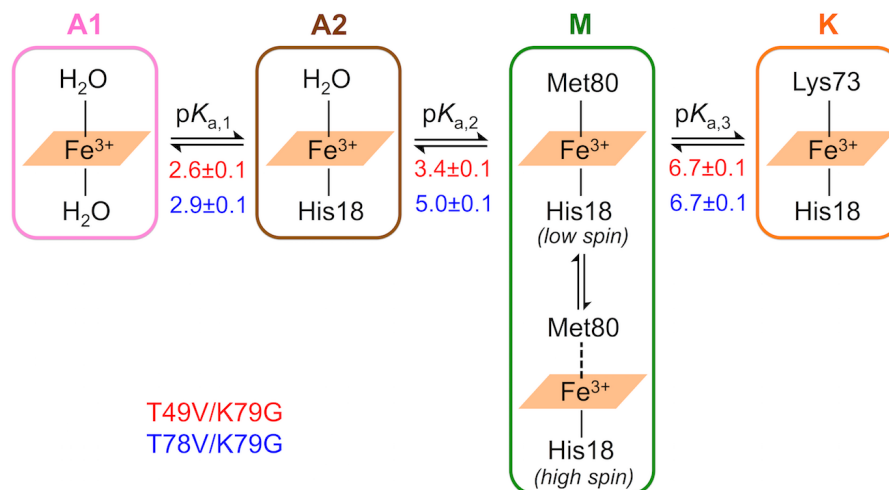 A1
A2
M
K
H₂O
Fe³⁺
H₂O
pKₐ,₁
2.6±0.1
2.9±0.1
H₂O
Fe³⁺
His18
pKₐ,₂
3.4±0.1
5.0±0.1
Met80
Fe³⁺
His18
(low spin)
Met80
Fe³⁺
His18
(high spin)
pKₐ,₃
6.7±0.1
6.7±0.1
Lys73
Fe³⁺
His18
T49V/K79G
T78V/K79G